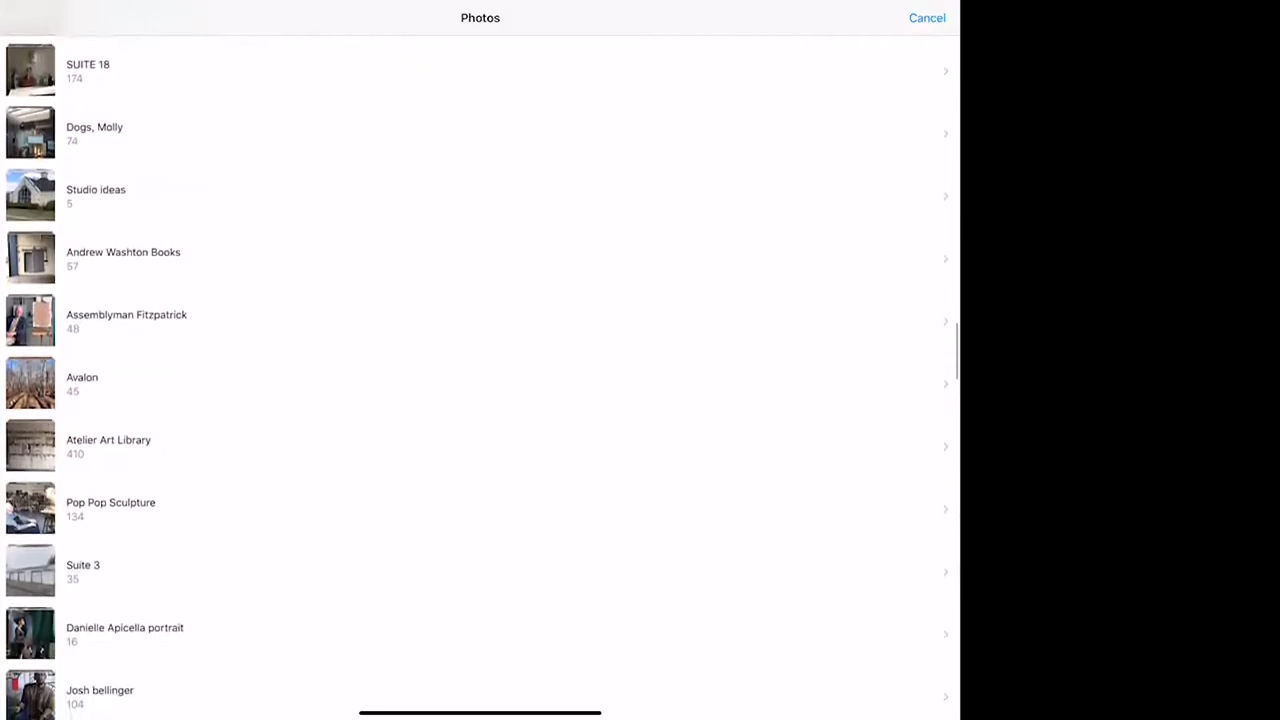 Photos
Cancel
SUITE 18
174
Dogs, Molly
74
Studio ideas
5
Andrew Washton Books
57
Assemblyman Fitzpatrick
48
Avalon
45
Atelier Art Library
410
Pop Pop Sculpture
134
Suite 3
35
Danielle Apicella portrait
16
Josh bellinger
104